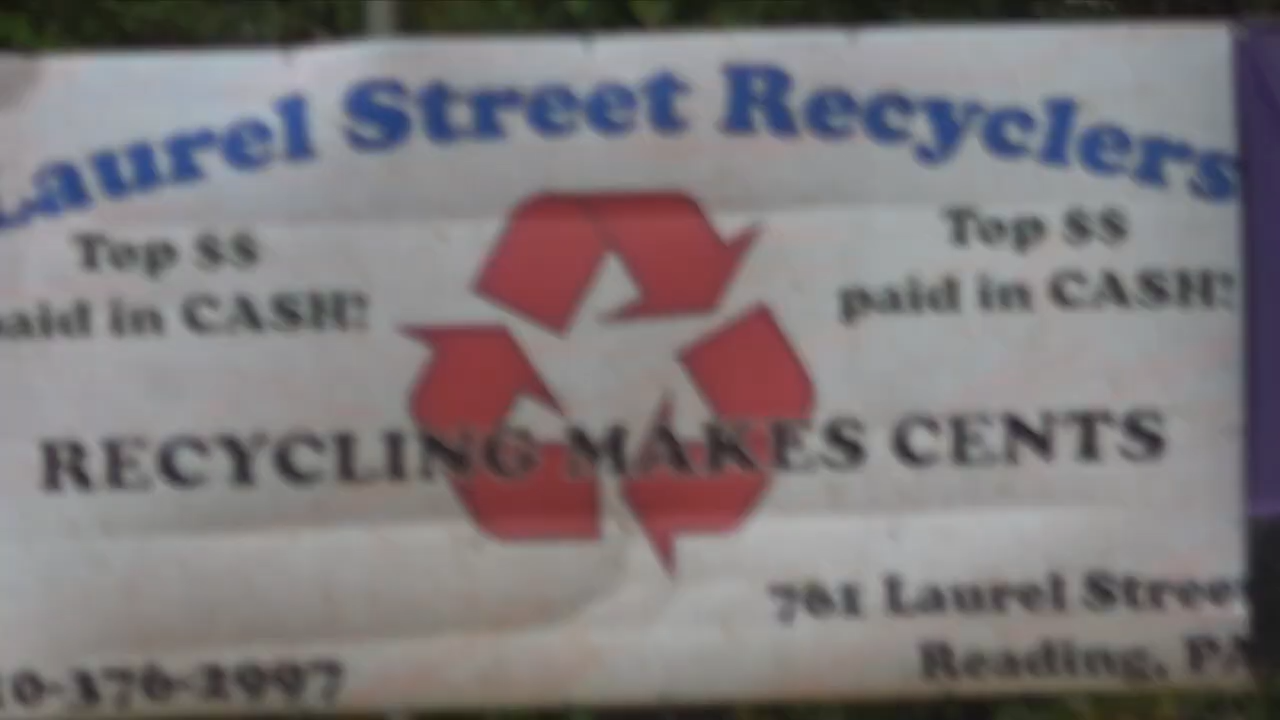 Laurel Street Recyclers
Top $$
paid in CASH!
Top $$
paid in CASH!
RECYCLING MAKES CENTS
761 Laurel Street
Reading, PA